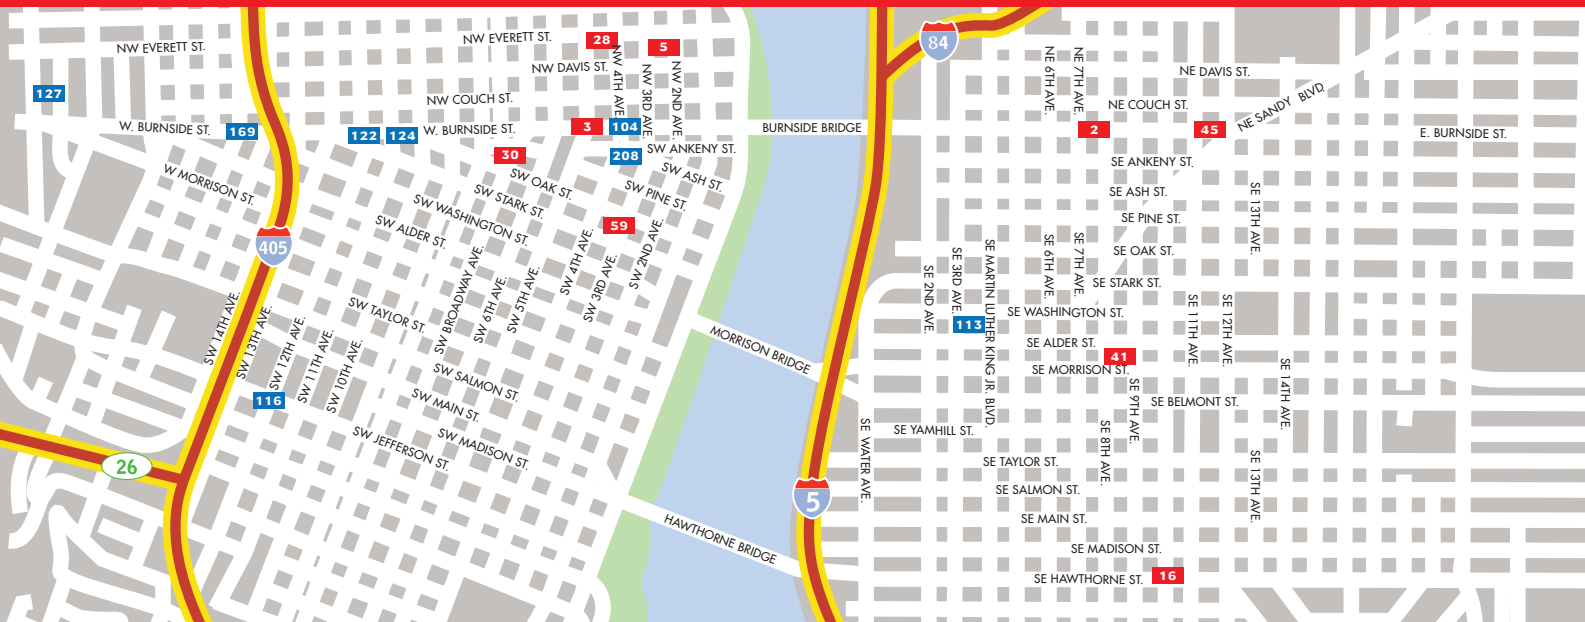 NW EVERETT ST.
NW EVERETT ST.
28
5
84
NW 4TH AVE.
NW 3RD AVE.
NW 2ND AVE.
NE 6TH AVE.
NE 7TH AVE.
NW DAVIS ST.
NE DAVIS ST.
127
NW COUCH ST.
NE COUCH ST.
NE SANDY BLVD.
W. BURNSIDE ST.
169
122
124
W. BURNSIDE ST.
3
104
BURNSIDE BRIDGE
2
45
E. BURNSIDE ST.
30
208
SW ANKENY ST.
SE ANKENY ST.
W MORRISON ST.
SW OAK ST.
SW ASH ST.
SW STARK ST.
SW PINE ST.
SE ASH ST.
SW WASHINGTON ST.
SW ALDER ST.
59
SE PINE ST.
SE 13TH AVE.
405
SW BROADWAY AVE.
SW 6TH AVE.
SW 5TH AVE.
SW 4TH AVE.
SW 3RD AVE.
SW 2ND AVE.
SE OAK ST.
SE 2ND AVE.
SE 3RD AVE.
SE MARTIN LUTHER KING JR. BLVD.
SE 6TH AVE.
SE 7TH AVE.
SE STARK ST.
SW 14TH AVE.
SW 13TH AVE.
SW 12TH AVE.
SW 11TH AVE.
SW 10TH AVE.
SW TAYLOR ST.
113
SE WASHINGTON ST.
SE 11TH AVE.
SE 12TH AVE.
MORRISON BRIDGE
SE ALDER ST.
41
SE MORRISON ST.
SE 14TH AVE.
SW SALMON ST.
116
SW MAIN ST.
SE 9TH AVE.
SE BELMONT ST.
SW JEFFERSON ST.
SW MADISON ST.
SE WATER AVE.
SE YAMHILL ST.
SE 8TH AVE.
26
SE TAYLOR ST.
SE 13TH AVE.
5
SE SALMON ST.
HAWTHORNE BRIDGE
SE MAIN ST.
SE MADISON ST.
SE HAWTHORNE ST.
16